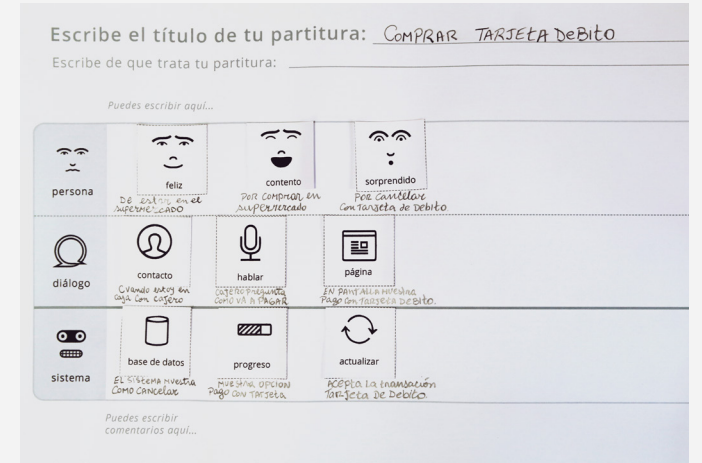 Escribe el título de tu partitura: COMPRAR TARJETA DeBito
Escribe de que trata tu partitura:
Puedes escribir aquí...
persona
feliz
contento
sorprendido
DE estar en el
SUPERMERCADO
POR COMPRAR en
supermercado
POR Cancelar
Con Tarjeta de Debito
diálogo
contacto
hablar
página
Cuando estoy en
caja con cajero
cajero Pregunta
COMO VA A PAGAR
EN PANTALLA Muestra
Pago con TARJETA DEBITO.
sistema
base de datos
progreso
actualizar
EL SISTEMA Muestra
COMO CANCELAR
MUESTRA OPCION
Pago CON TARJETA
Acepta La transacción
TARJETA DE Debito.
Puedes escribir
comentarios aquí...